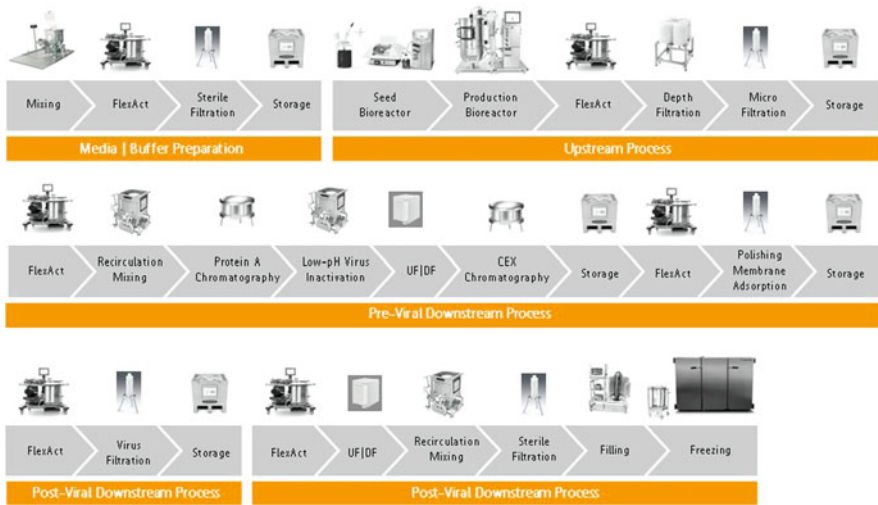 Mixing
FlexAct
Sterile
Filtration
Storage
Seed
Bioreactor
Production
Bioreactor
FlexAct
Depth
Filtration
Micro
Filtration
Storage
Media | Buffer Preparation
Upstream Process
FlexAct
Recirculation
Mixing
Protein A
Chromatography
Low-pH Virus
Inactivation
UF|DF
CEX
Chromatography
Storage
FlexAct
Polishing
Membrane
Adsorption
Storage
Pre-Viral Downstream Process
FlexAct
Virus
Filtration
Storage
FlexAct
UF|DF
Recirculation
Mixing
Sterile
Filtration
Filling
Freezing
Post-Viral Downstream Process
Post-Viral Downstream Process